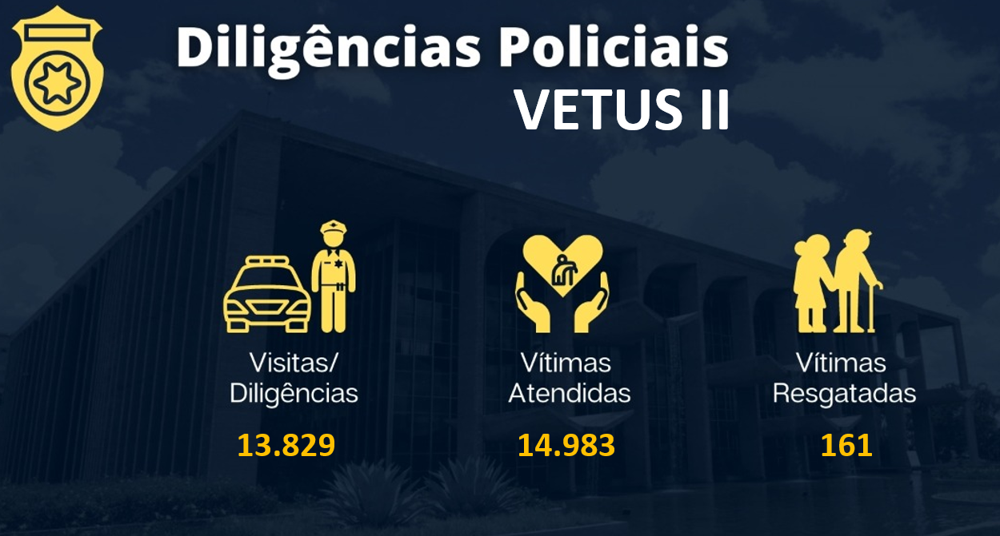 Diligências Policiais
VETUS II
Visitas/
Diligências
13.829
Vítimas
Atendidas
14.983
Vítimas
Resgatadas
161